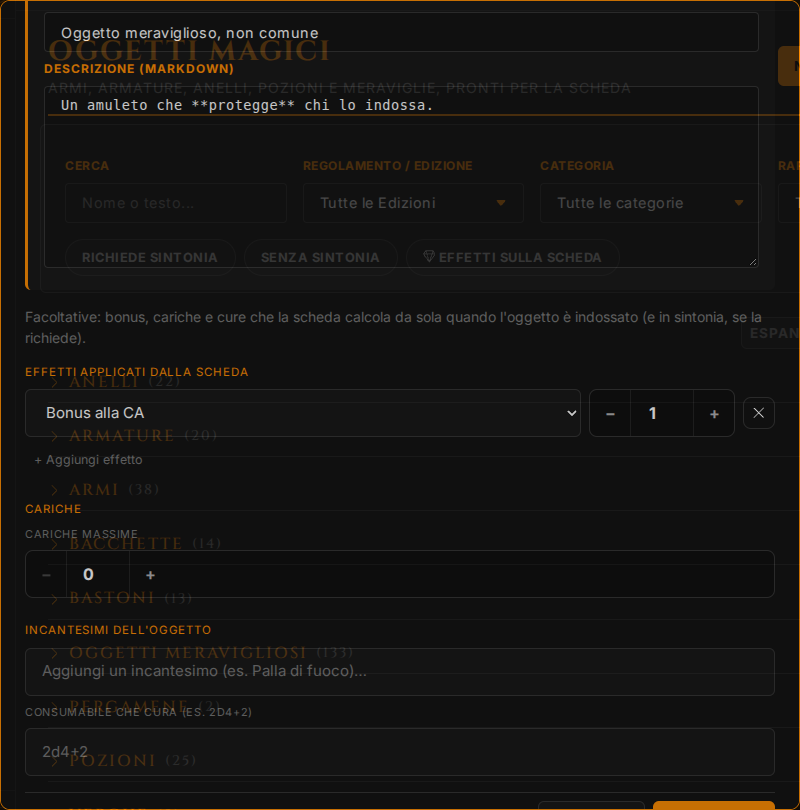 Oggetto meraviglioso, non comune
OGGETTI MAGICI
DESCRIZIONE (MARKDOWN)
ARMI, ARMATURE, ANELLI, POZIONI E MERAVIGLIE, PRONTI PER LA SCHEDA
Un amuleto che **protegge** chi lo indossa.
CERCA
REGOLAMENTO / EDIZIONE
CATEGORIA
Nome o testo...
Tutte le Edizioni
Tutte le categorie
RICHIEDE SINTONIA
SENZA SINTONIA
EFFETTI SULLA SCHEDA
Facoltative: bonus, cariche e cure che la scheda calcola da sola quando l'oggetto è indossato (e in sintonia, se la
richiede).
ESPAN
EFFETTI APPLICATI DALLA SCHEDA
ANELLI (22)
Bonus alla CA
− 1 +
ARMATURE (20)
+ Aggiungi effetto
ARMI (38)
CARICHE
CARICHE MASSIME
BACCHETTE (14)
− 0 +
BASTONI (13)
INCANTESIMI DELL'OGGETTO
OGGETTI MERAVIGLIOSI (133)
Aggiungi un incantesimo (es. Palla di fuoco)...
PERGAMENE (2)
CONSUMABILE CHE CURA (ES. 2D4+2)
2d4+2
POZIONI (25)